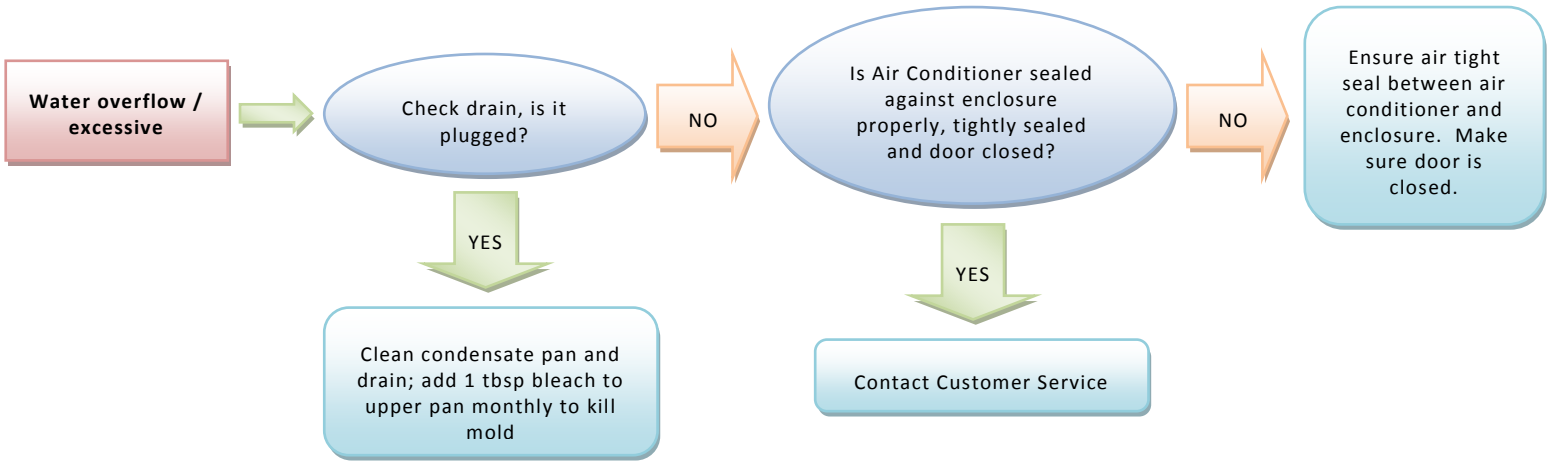 Water overflow /
excessive
Check drain, is it
plugged?
NO
Is Air Conditioner sealed
against enclosure
properly, tightly sealed
and door closed?
NO
Ensure air tight
seal between air
conditioner and
enclosure.  Make
sure door is
closed.
YES
YES
Clean condensate pan and
drain; add 1 tbsp bleach to
upper pan monthly to kill
mold
Contact Customer Service